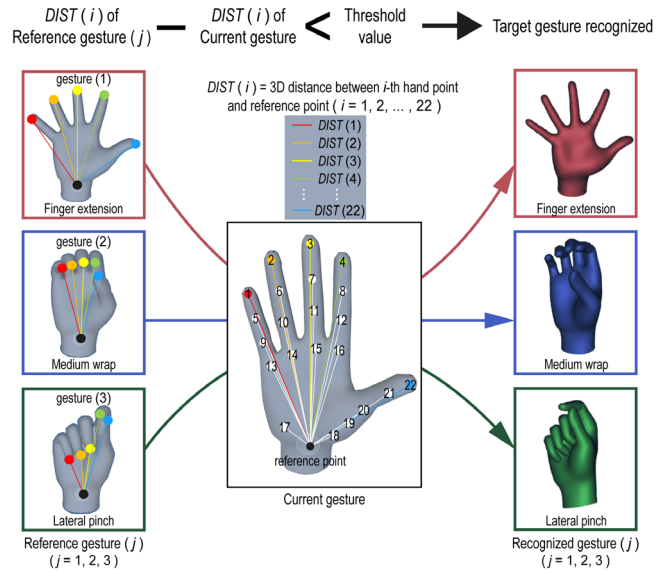 DIST ( i ) of
Reference gesture ( j )
−
DIST ( i ) of
Current gesture
<
Threshold
value
Target gesture recognized
DIST ( i ) = 3D distance between i-th hand point
and reference point ( i = 1, 2, ... , 22 )
DIST (1)
DIST (2)
DIST (3)
DIST (4)
⋮ ⋮
DIST (22)
gesture (1)
Finger extension
gesture (2)
Medium wrap
gesture (3)
Lateral pinch
Reference gesture ( j )
( j = 1, 2, 3 )
3
2
4
1
7
6
8
5
11
10
12
9
14
15
16
13
22
21
20
19
18
17
reference point
Current gesture
Finger extension
Medium wrap
Lateral pinch
Recognized gesture ( j )
( j = 1, 2, 3 )